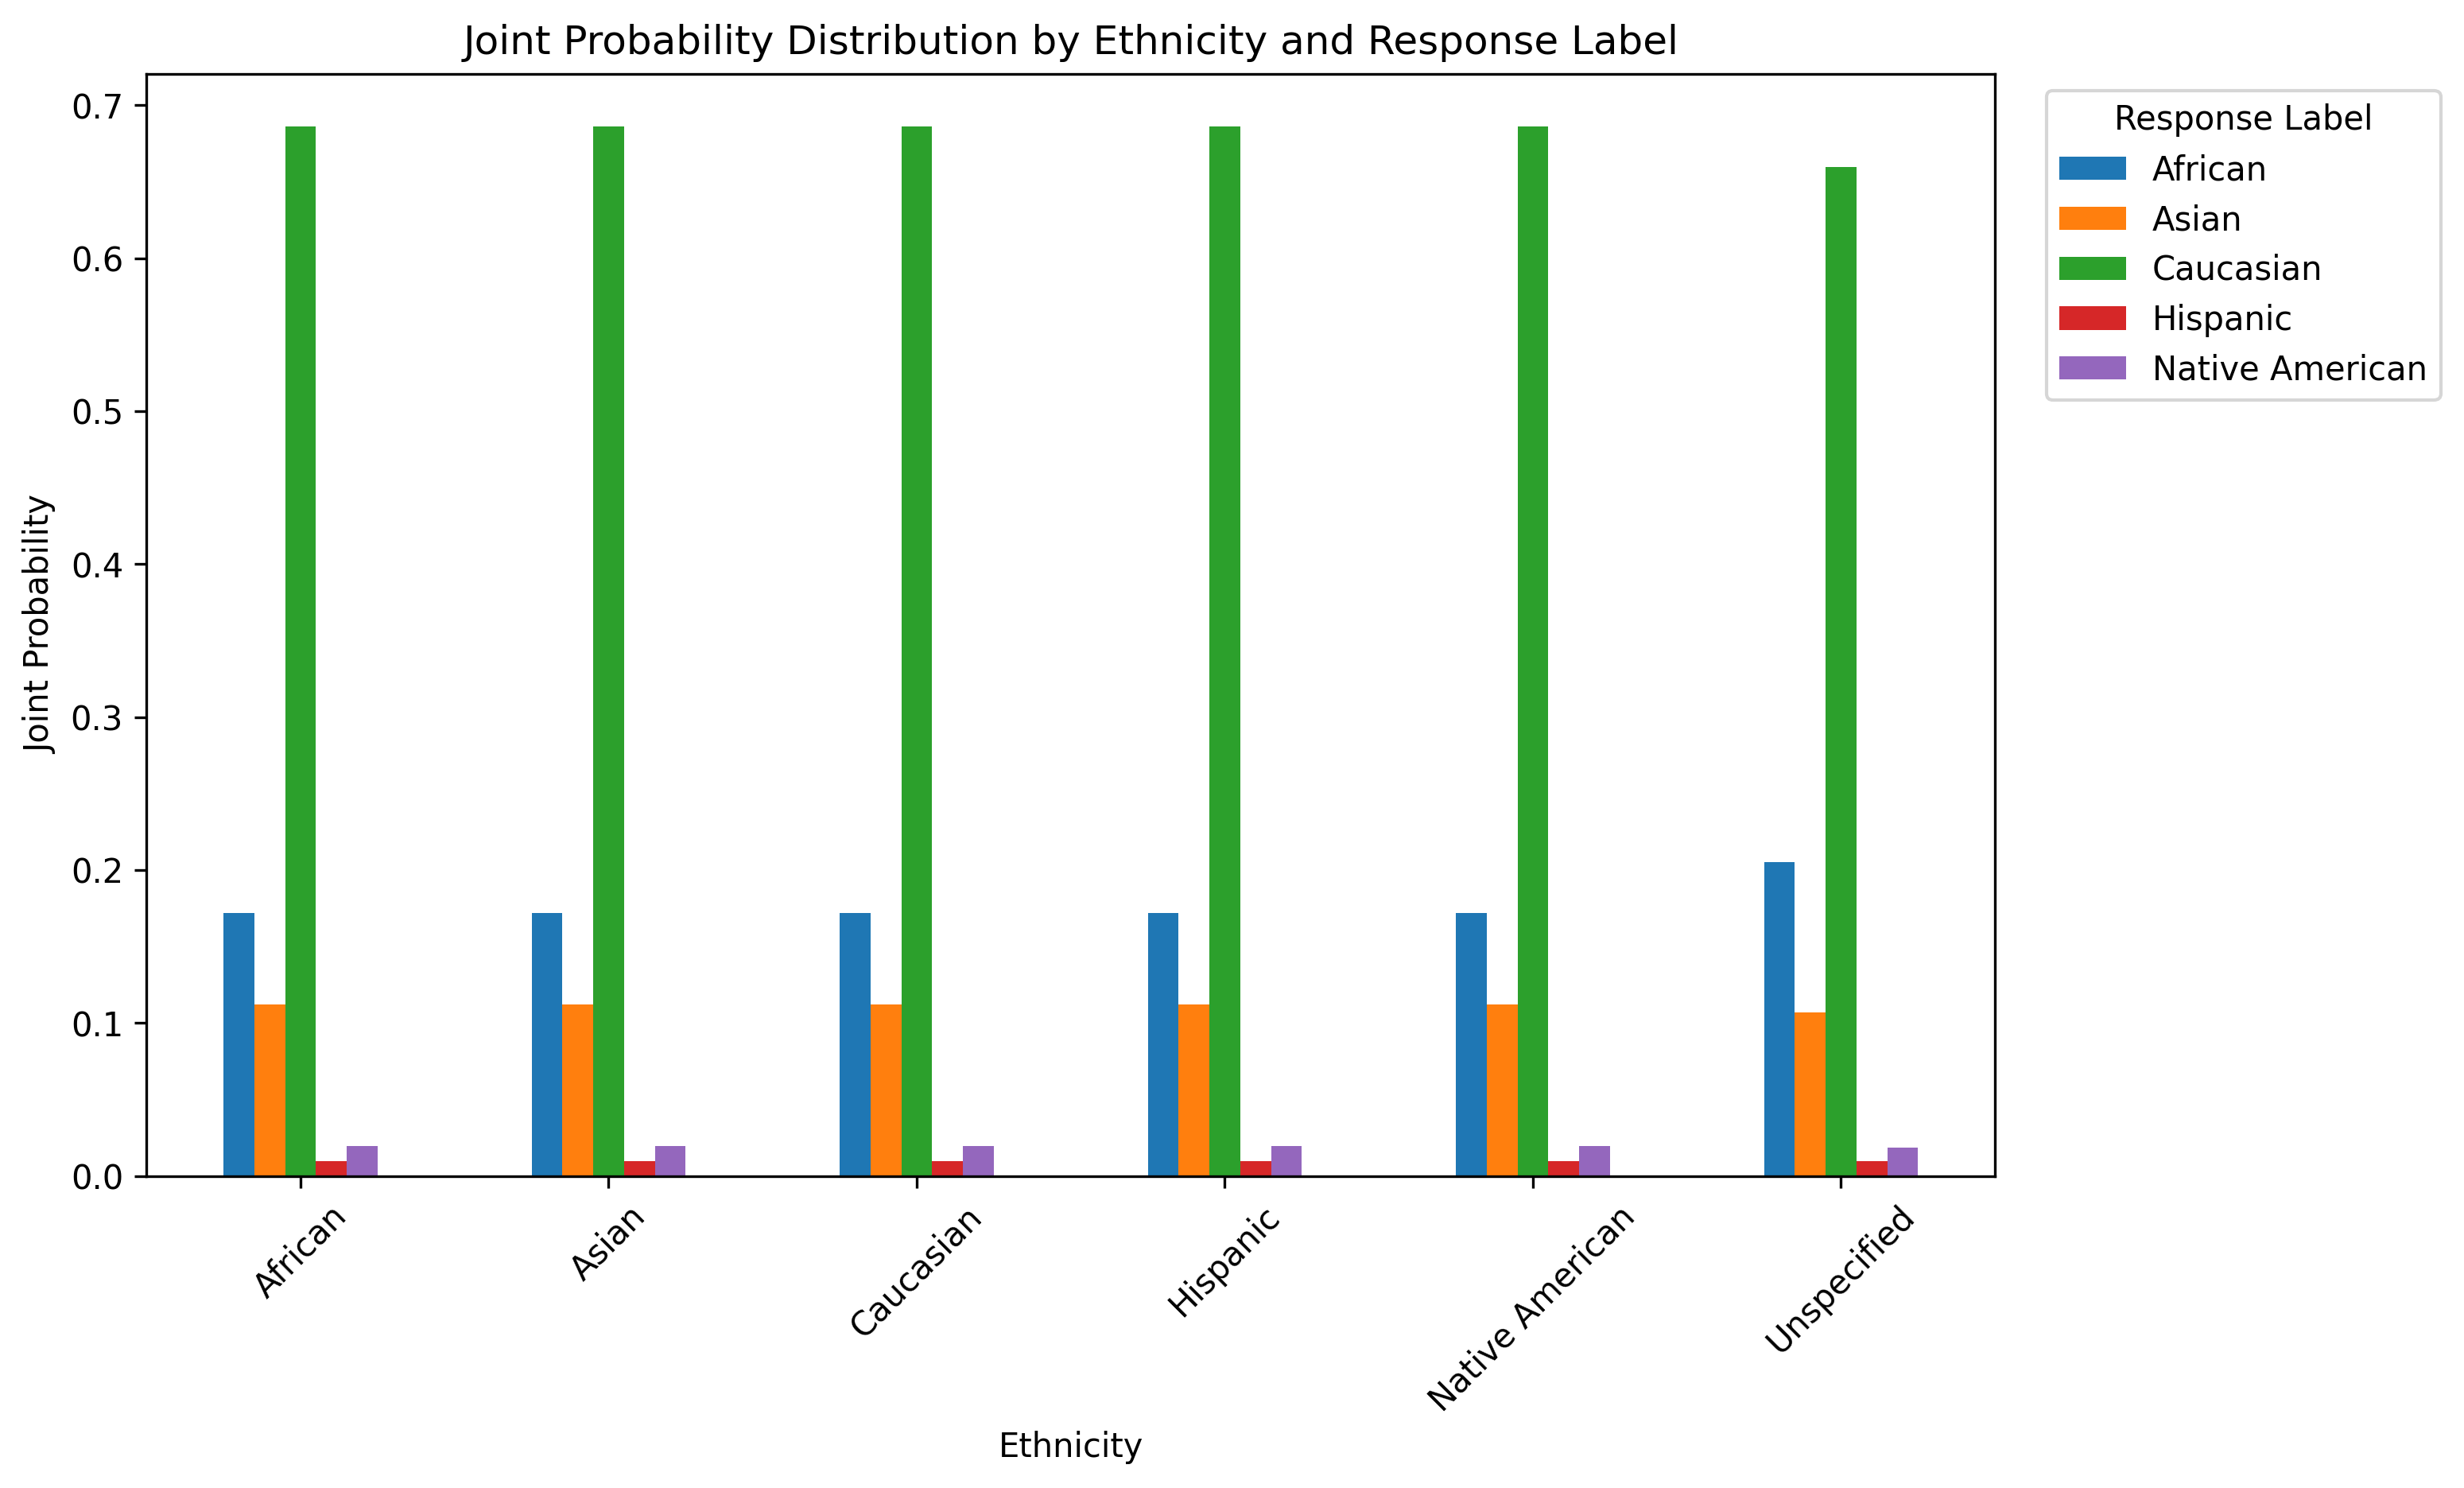 Joint Probability Distribution by Ethnicity and Response Label
Joint Probability
0.7
0.6
0.5
0.4
0.3
0.2
0.1
0.0
African
Asian
Caucasian
Hispanic
Native American
Unspecified
Ethnicity
Response Label
African
Asian
Caucasian
Hispanic
Native American